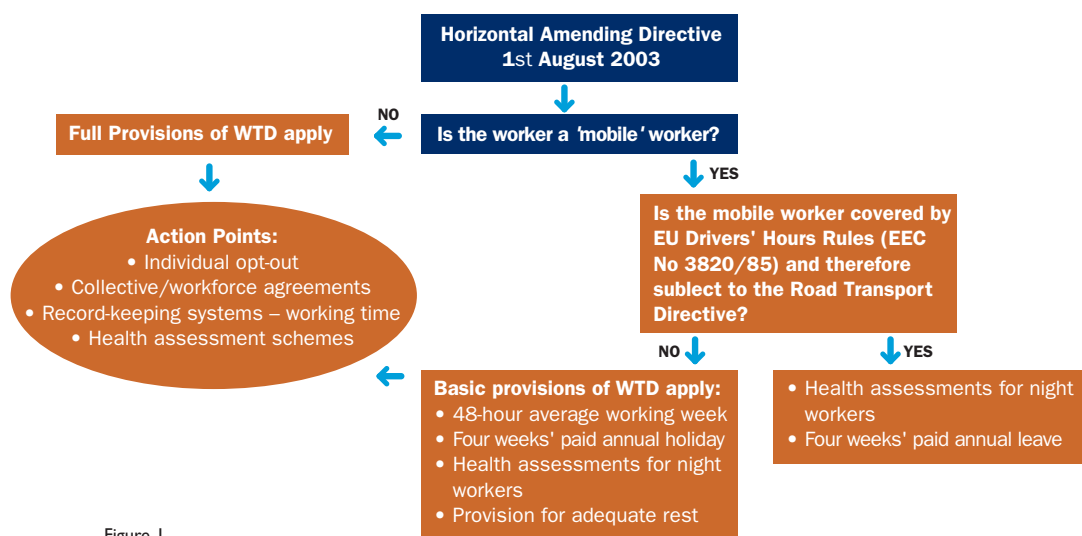 Horizontal Amending Directive
1st August 2003
NO
Full Provisions of WTD apply
Is the worker a 'mobile' worker?
YES
Action Points:
• Individual opt-out
• Collective/workforce agreements
• Record-keeping systems – working time
• Health assessment schemes
Is the mobile worker covered by
EU Drivers' Hours Rules (EEC
No 3820/85) and therefore
sublect to the Road Transport
Directive?
NO
YES
Basic provisions of WTD apply:
• 48-hour average working week
• Four weeks' paid annual holiday
• Health assessments for night
workers
• Provision for adequate rest
• Health assessments for night
workers
• Four weeks' paid annual leave